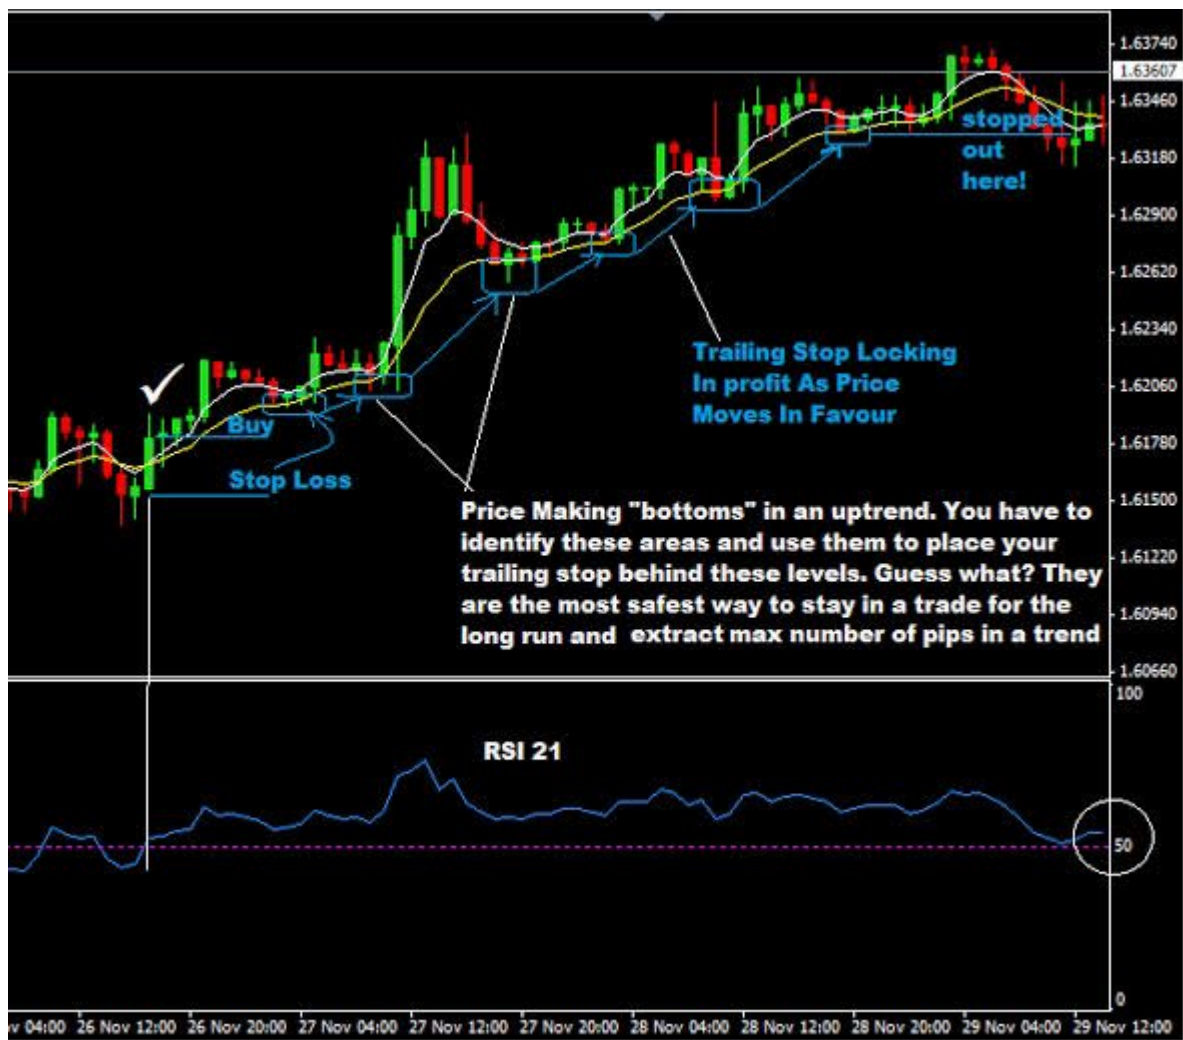 1.63740
1.63607
1.63460
stopped
out
here!
1.63180
1.62900
1.62620
1.62340
Trailing Stop Locking
In profit As Price
Moves In Favour
1.62060
Buy
1.61780
Stop Loss
1.61500
Price Making "bottoms" in an uptrend. You have to
identify these areas and use them to place your
trailing stop behind these levels. Guess what? They
are the most safest way to stay in a trade for the
long run and extract max number of pips in a trend
1.61220
1.60940
1.60660
100
RSI 21
50
0
ov 04:00 26 Nov 12:00 26 Nov 20:00 27 Nov 04:00 27 Nov 12:00 27 Nov 20:00 28 Nov 04:00 28 Nov 12:00 28 Nov 20:00 29 Nov 04:00 29 Nov 12:00